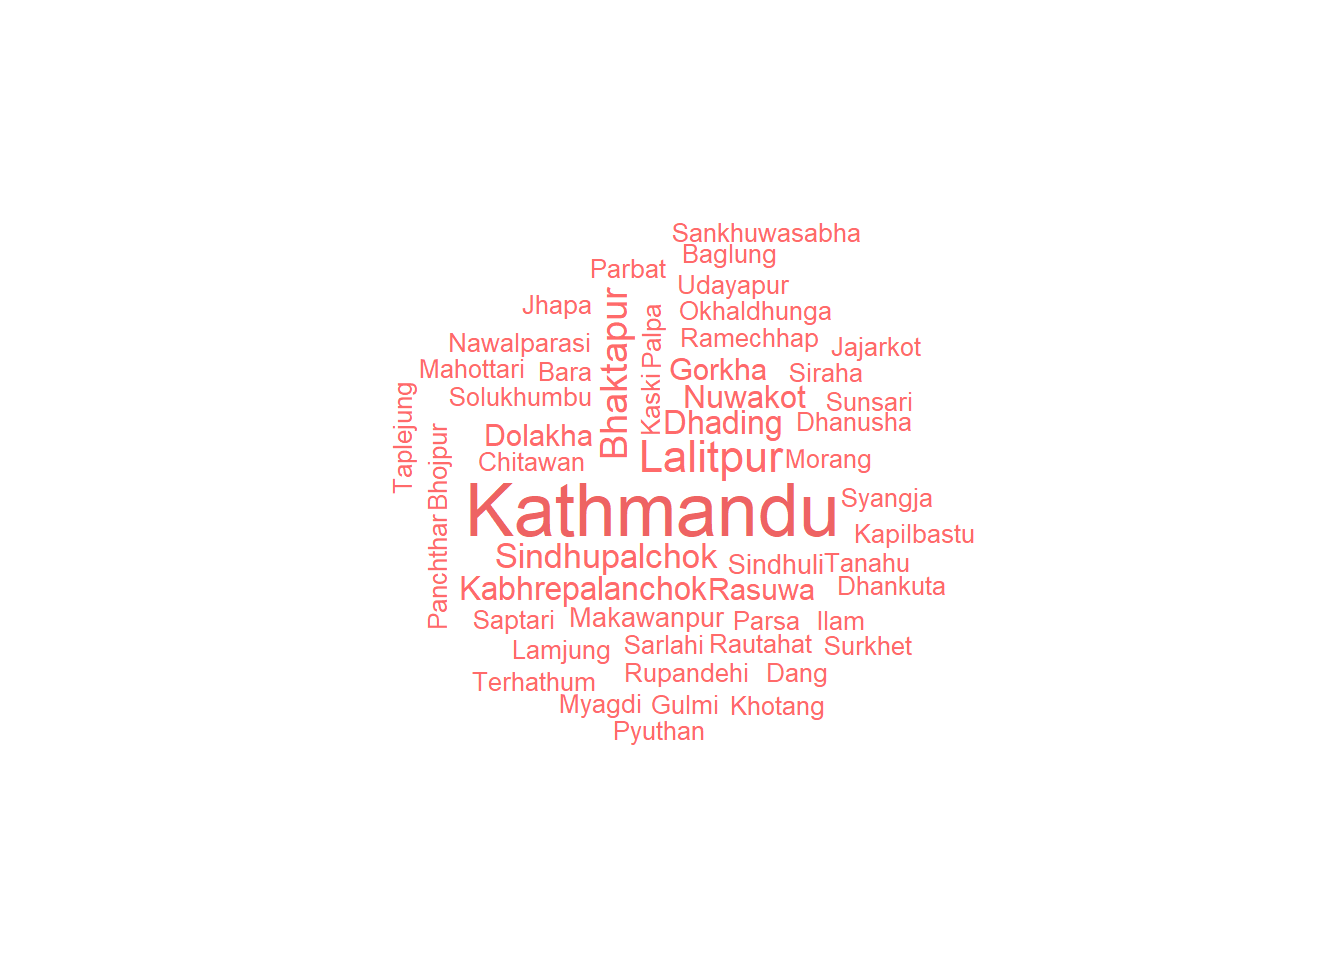 Sankhuwasabha
Baglung
Parbat
Udayapur
Jhapa
Okhaldhunga
Bhaktapur
Palpa
Ramechhap
Jajarkot
Nawalparasi
Mahottari
Bara
Gorkha
Siraha
Kaski
Solukhumbu
Nuwakot
Sunsari
Taplejung
Dhading
Dhanusha
Dolakha
Bhojpur
Chitawan
Lalitpur
Morang
Kathmandu
Syangja
Kapilbastu
Panchthar
Sindhupalchok
Sindhuli
Tanahu
Kabhrepalanchok
Rasuwa
Dhankuta
Saptari
Makawanpur
Parsa
Ilam
Lamjung
Sarlahi
Rautahat
Surkhet
Terhathum
Rupandehi
Dang
Myagdi
Gulmi
Khotang
Pyuthan